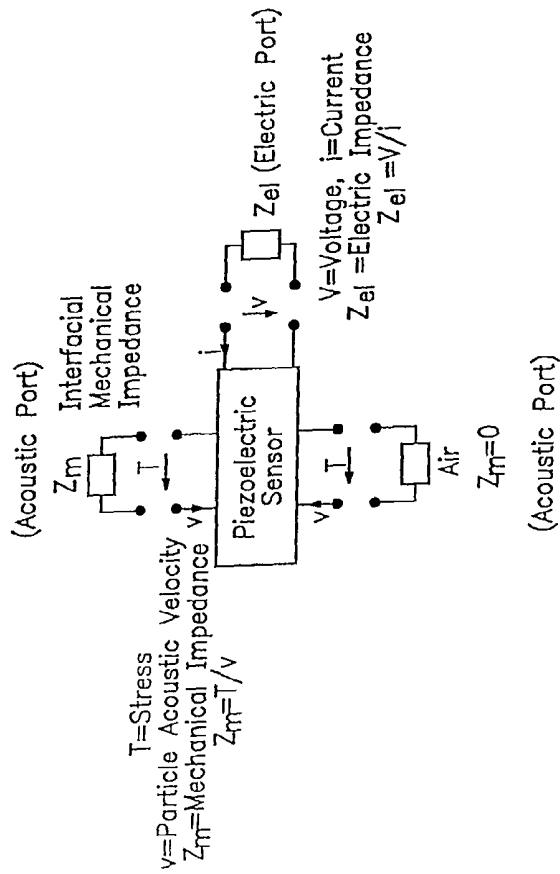 (Acoustic Port)
Zm
Interfacial
Mechanical
Impedance
T
v
T=Stress
v=Particle Acoustic Velocity
Zm=Mechanical Impedance
Zm=T/v
Piezoelectric
Sensor
i
V
Zel (Electric Port)
V=Voltage, i=Current
Zel=Electric Impedance
Zel=V/i
v
T
Air
Zm=0
(Acoustic Port)